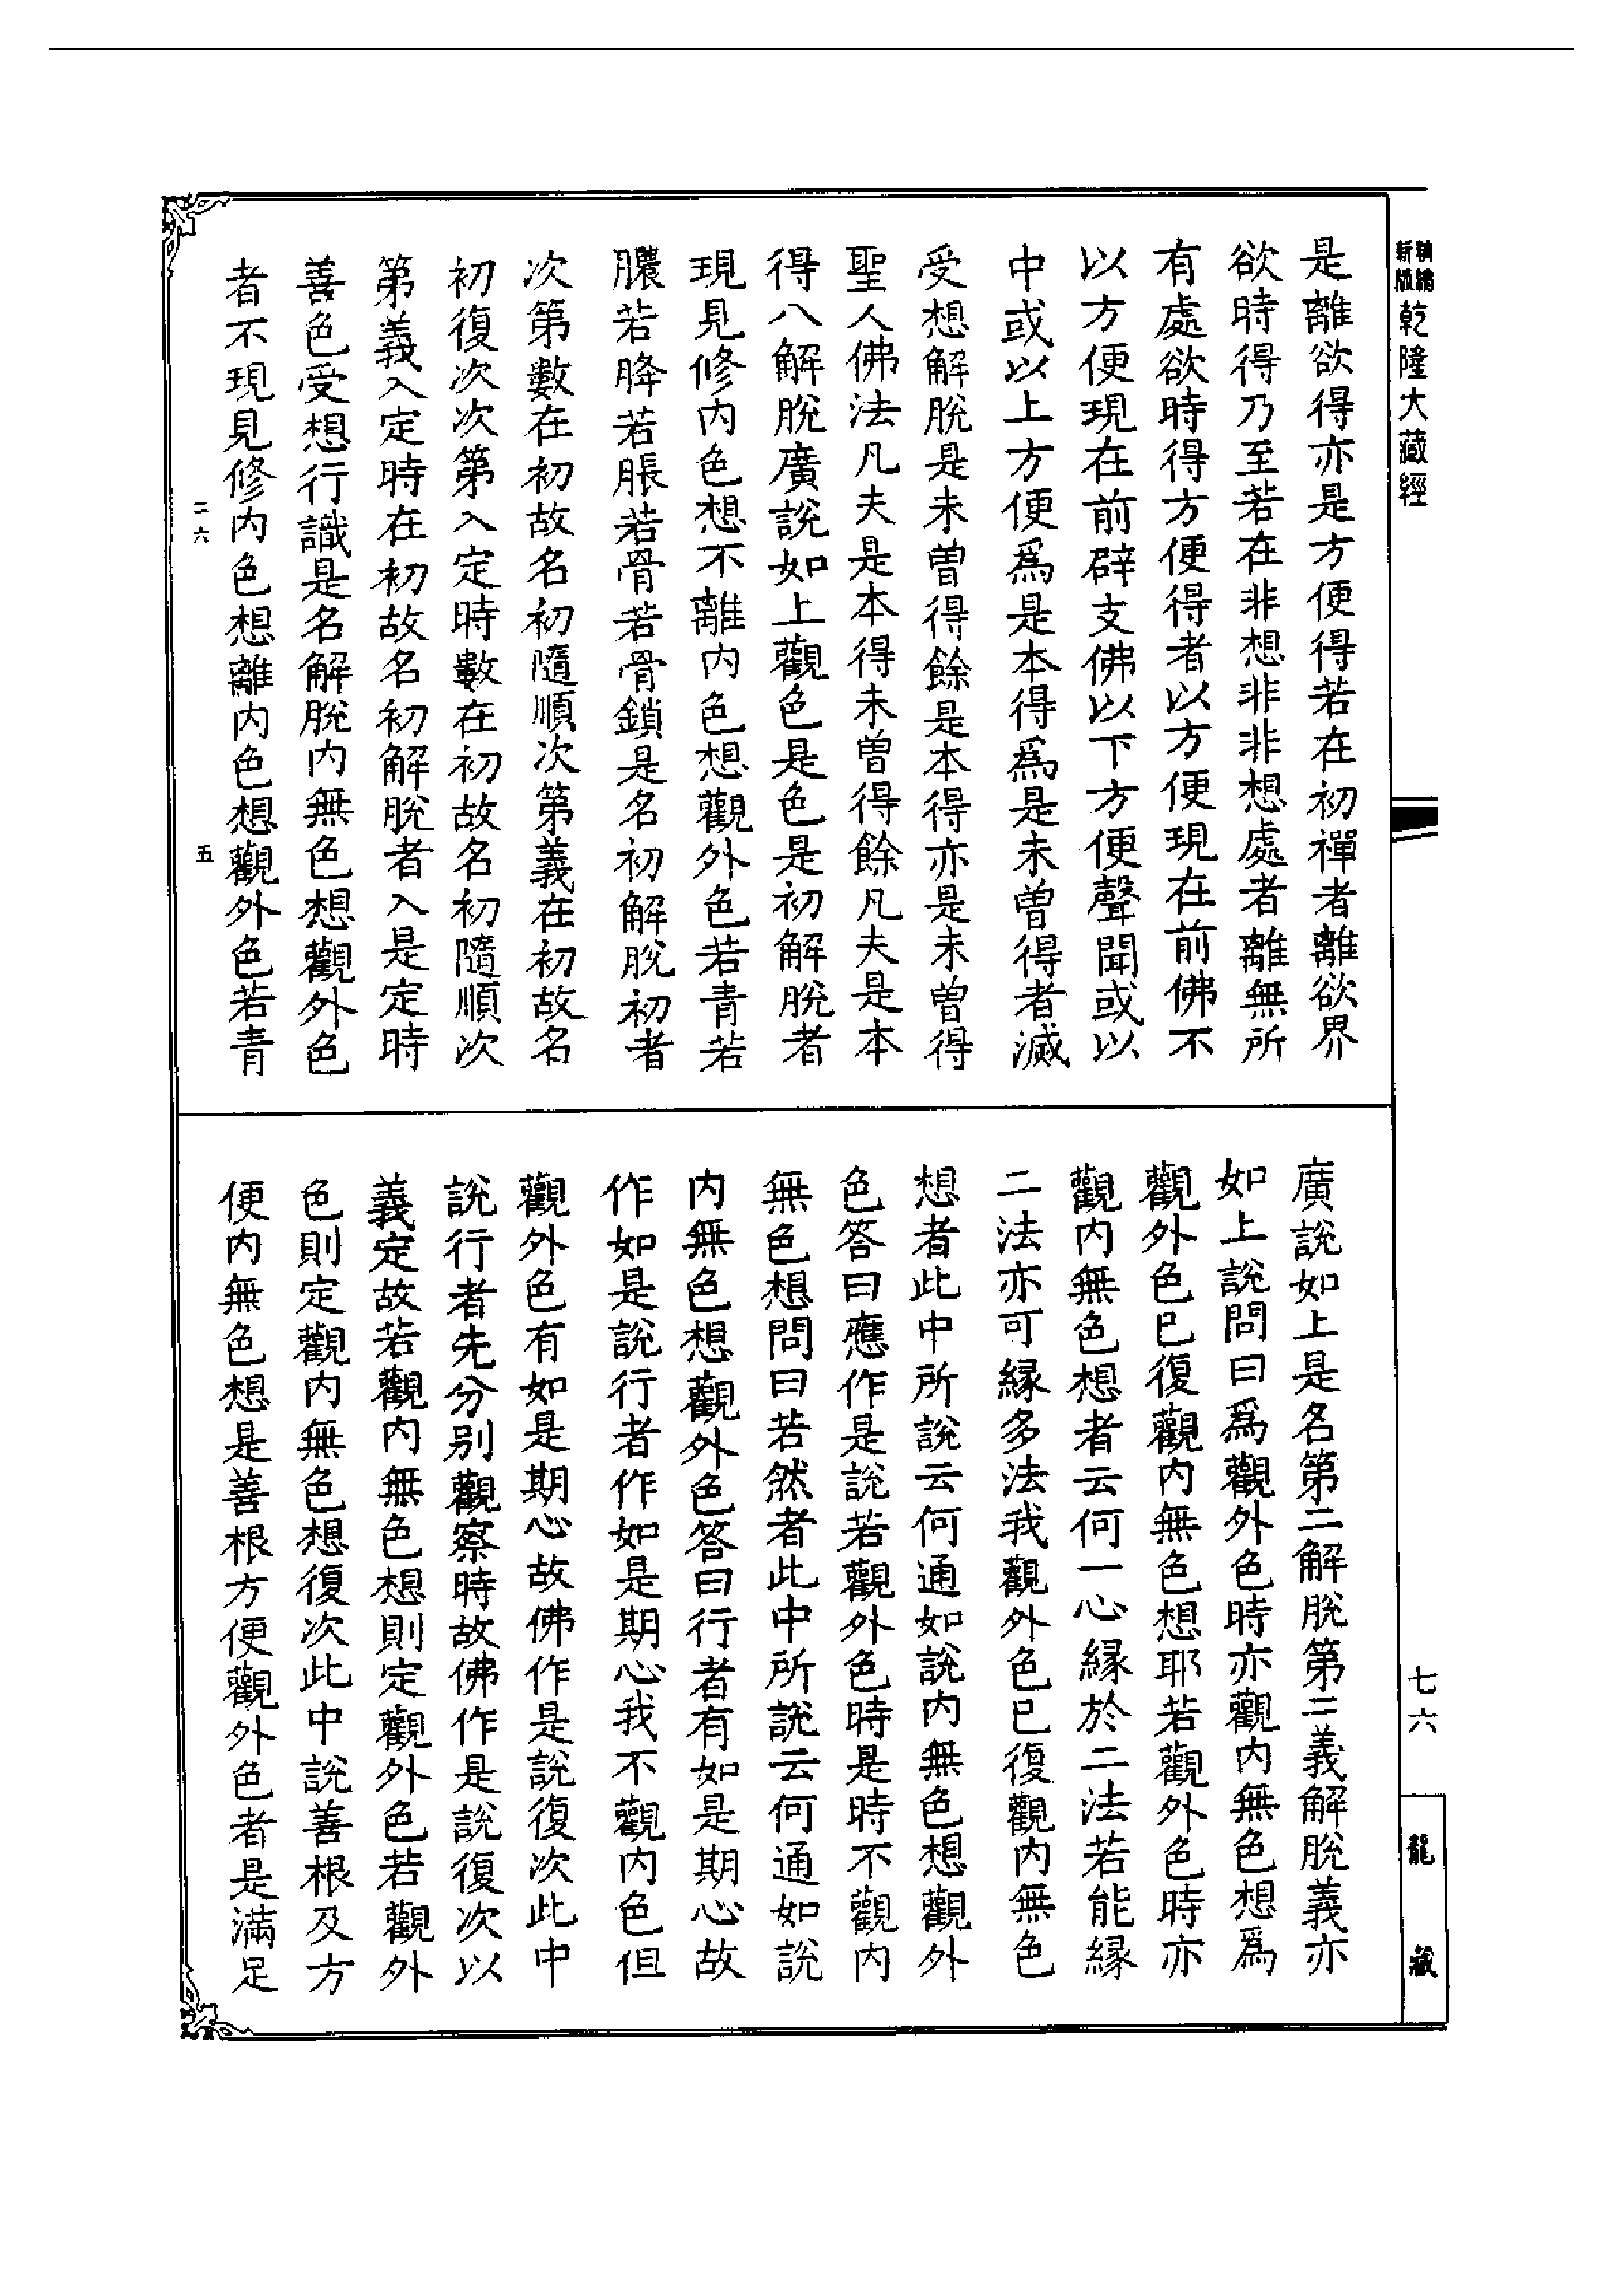 新編
新版
乾隆大藏經
是離欲得亦是方便得若在初禪者離欲界
欲時得乃至若在非想非非想處者離無所
有處欲時得方便得者以方便現在前佛不
以方便現在前辟支佛以下方便聲聞或以
中或以上方便爲是本得爲是未曾得者滅
受想解脫是未曾得餘是本得亦是未曾得
聖人佛法凡夫是本得未曾得餘凡夫是本
得八解脫廣說如上觀色是色是初解脫者
現見修內色想不離內色想觀外色若青若
膿若胮若脹若骨若骨鎖是名初解脫初者
次第數在初故名初隨順次第義在初故名
初復次次第入定時數在初故名初隨順次
第義入定時在初故名初解脫者入是定時
善色受想行識是名解脫內無色想觀外色
者不現見修內色想離內色想觀外色若青
二六
五
廣說如上是名第二解脫第二義解脫義亦
如上說問曰爲觀外色時亦觀內無色想爲
觀外色已復觀內無色想耶若觀外色時亦
觀內無色想者云何一心緣於二法若能緣
二法亦可緣多法我觀外色已復觀內無色
想者此中所說云何通如說內無色想觀外
色答曰應作是說若觀外色時是時不觀內
無色想問曰若然者此中所說云何通如說
內無色想觀外色答曰行者有如是期心故
作如是說行者作如是期心我不觀內色但
觀外色有如是期心故佛作是說復次此中
說行者先分別觀察時故佛作是說復次以
義定故若觀內無色想則定觀外色若觀外
色則定觀內無色想復次此中說善根及方
便內無色想是善根方便觀外色者是滿足
七六
龍藏